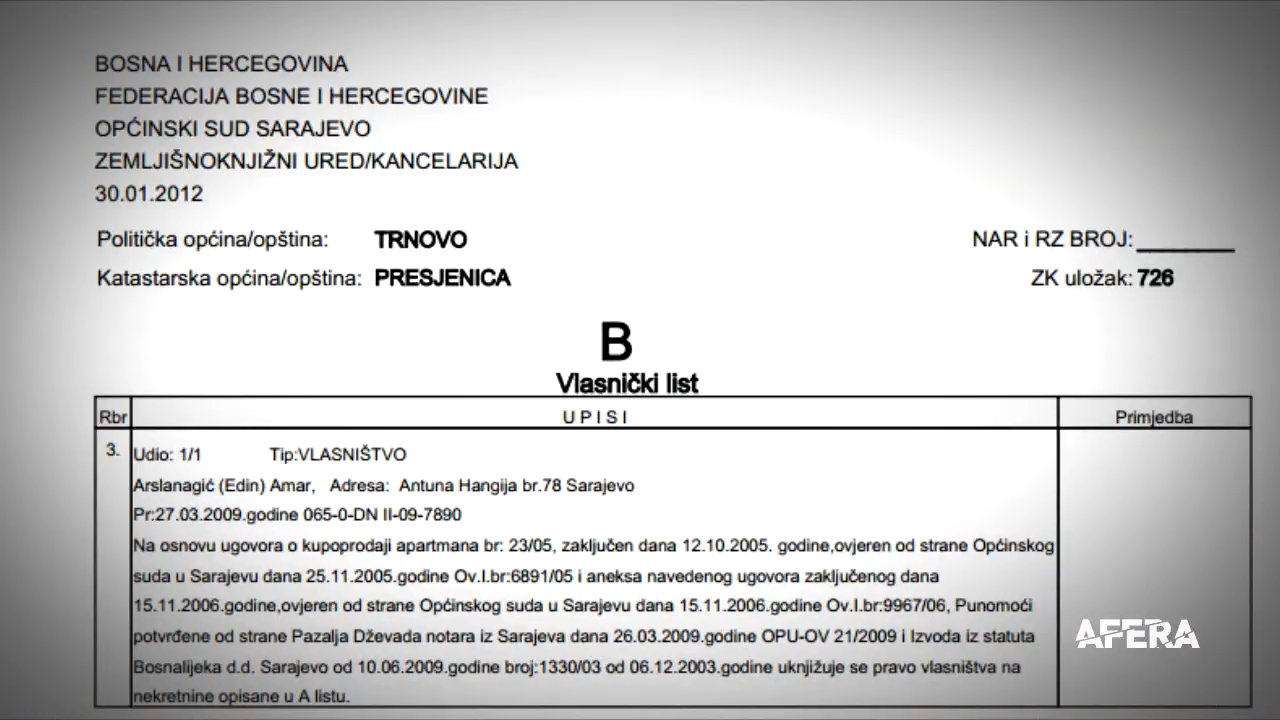 BOSNA I HERCEGOVINA
FEDERACIJA BOSNE I HERCEGOVINE
OPĆINSKI SUD SARAJEVO
ZEMLJIŠNOKNJIŽNI URED/KANCELARIJA
30.01.2012
Politička općina/opština: TRNOVO NAR i RZ BROJ: ________
Katastarska općina/opština: PRESJENICA ZK uložak: 726
B
Vlasnički list
Rbr U P I S I Primjedba
3. Udio: 1/1 Tip:VLASNIŠTVO
Arslanagić (Edin) Amar, Adresa: Antuna Hangija br.78 Sarajevo
Pr:27.03.2009.godine 065-0-DN II-09-7890
Na osnovu ugovora o kupoprodaji apartmana br: 23/05, zaključen dana 12.10.2005. godine,ovjeren od strane Općinskog
suda u Sarajevu dana 25.11.2005.godine Ov.I.br:6891/05 i aneksa navedenog ugovora zaključenog dana
15.11.2006.godine,ovjeren od strane Općinskog suda u Sarajevu dana 15.11.2006.godine Ov.I.br:9967/06, Punomoći
potvrđene od strane Pazalja Dževada notara iz Sarajeva dana 26.03.2009.godine OPU-OV 21/2009 i Izvoda iz statuta
Bosnalijeka d.d. Sarajevo od 10.06.2009.godine broj:1330/03 od 06.12.2003.godine uknjižuje se pravo vlasništva na
nekretnine opisane u A listu.
AFERA